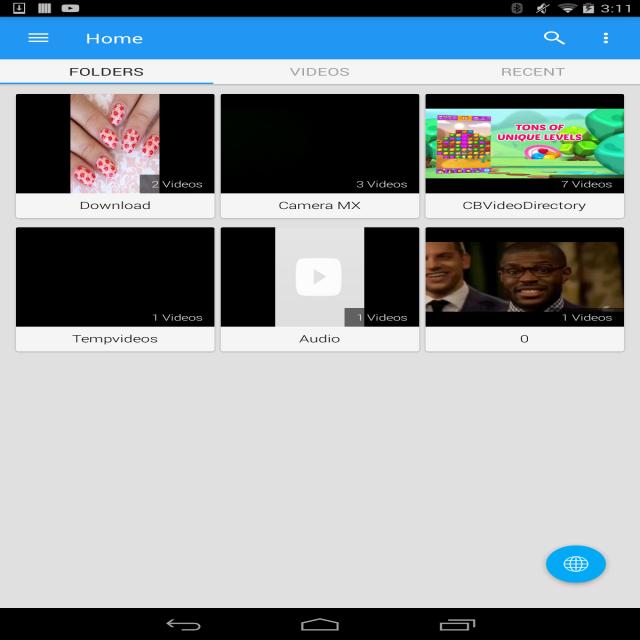 3:11
Home
FOLDERS
VIDEOS
RECENT
2 Videos
3 Videos
TONS OF
UNIQUE LEVELS
7 Videos
Download
Camera MX
CBVideoDirectory
1 Videos
1 Videos
1 Videos
Tempvideos
Audio
0